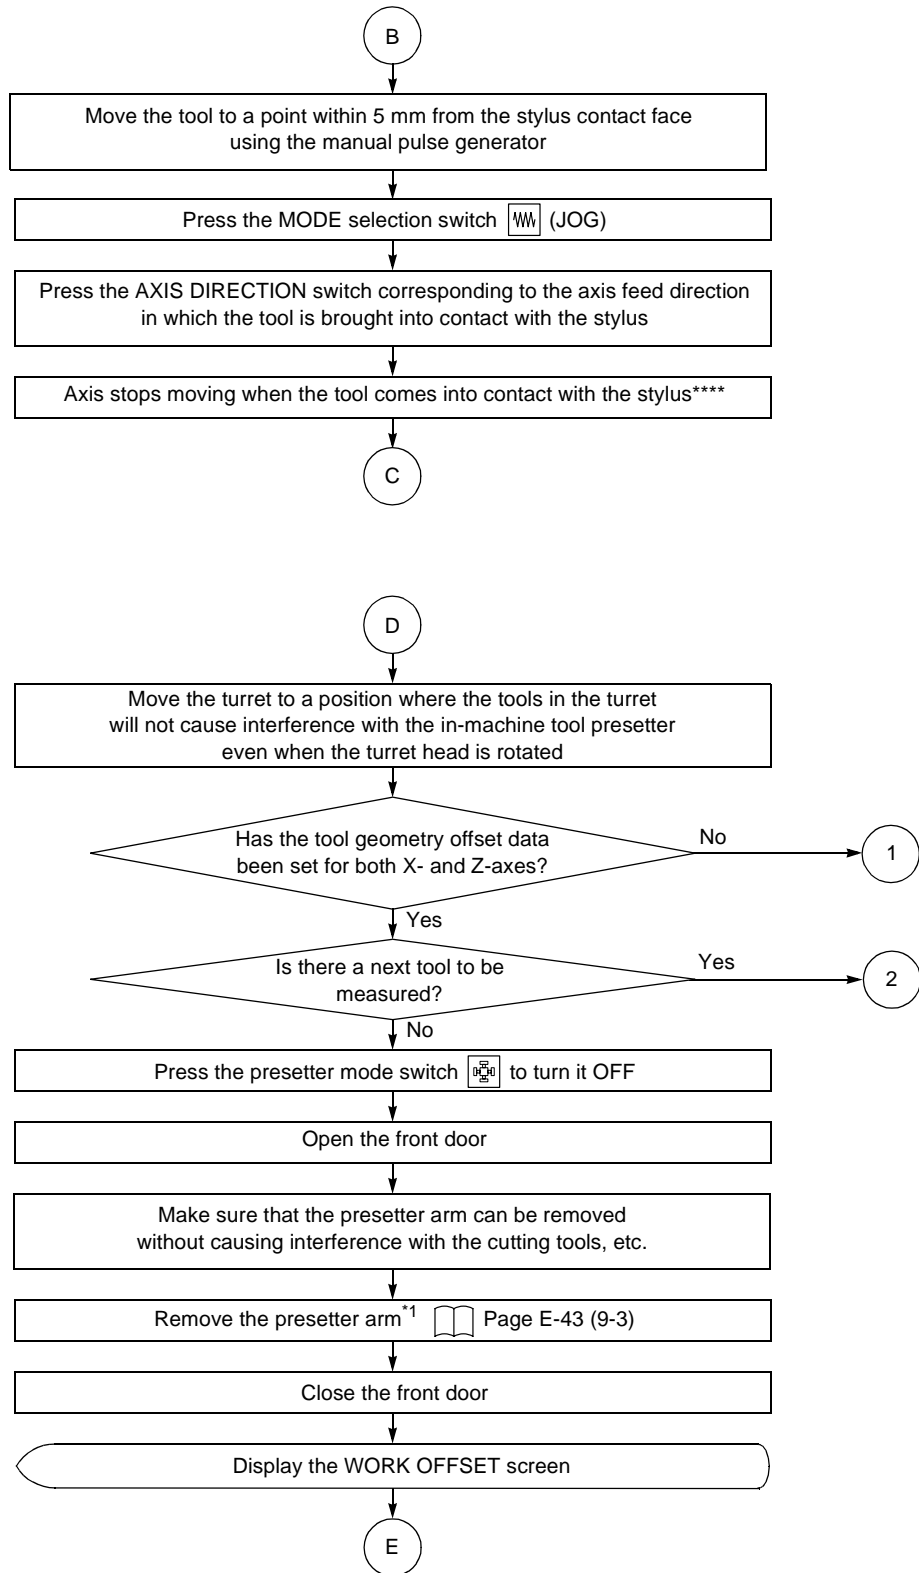 B
Move the tool to a point within 5 mm from the stylus contact face
using the manual pulse generator
Press the MODE selection switch (JOG)
Press the AXIS DIRECTION switch corresponding to the axis feed direction
in which the tool is brought into contact with the stylus
Axis stops moving when the tool comes into contact with the stylus****
C
D
Move the turret to a position where the tools in the turret
will not cause interference with the in-machine tool presetter
even when the turret head is rotated
Has the tool geometry offset data
been set for both X- and Z-axes?
No
1
Yes
Is there a next tool to be
measured?
Yes
2
No
Press the presetter mode switch to turn it OFF
Open the front door
Make sure that the presetter arm can be removed
without causing interference with the cutting tools, etc.
Remove the presetter arm*1 Page E-43 (9-3)
Close the front door
Display the WORK OFFSET screen
E